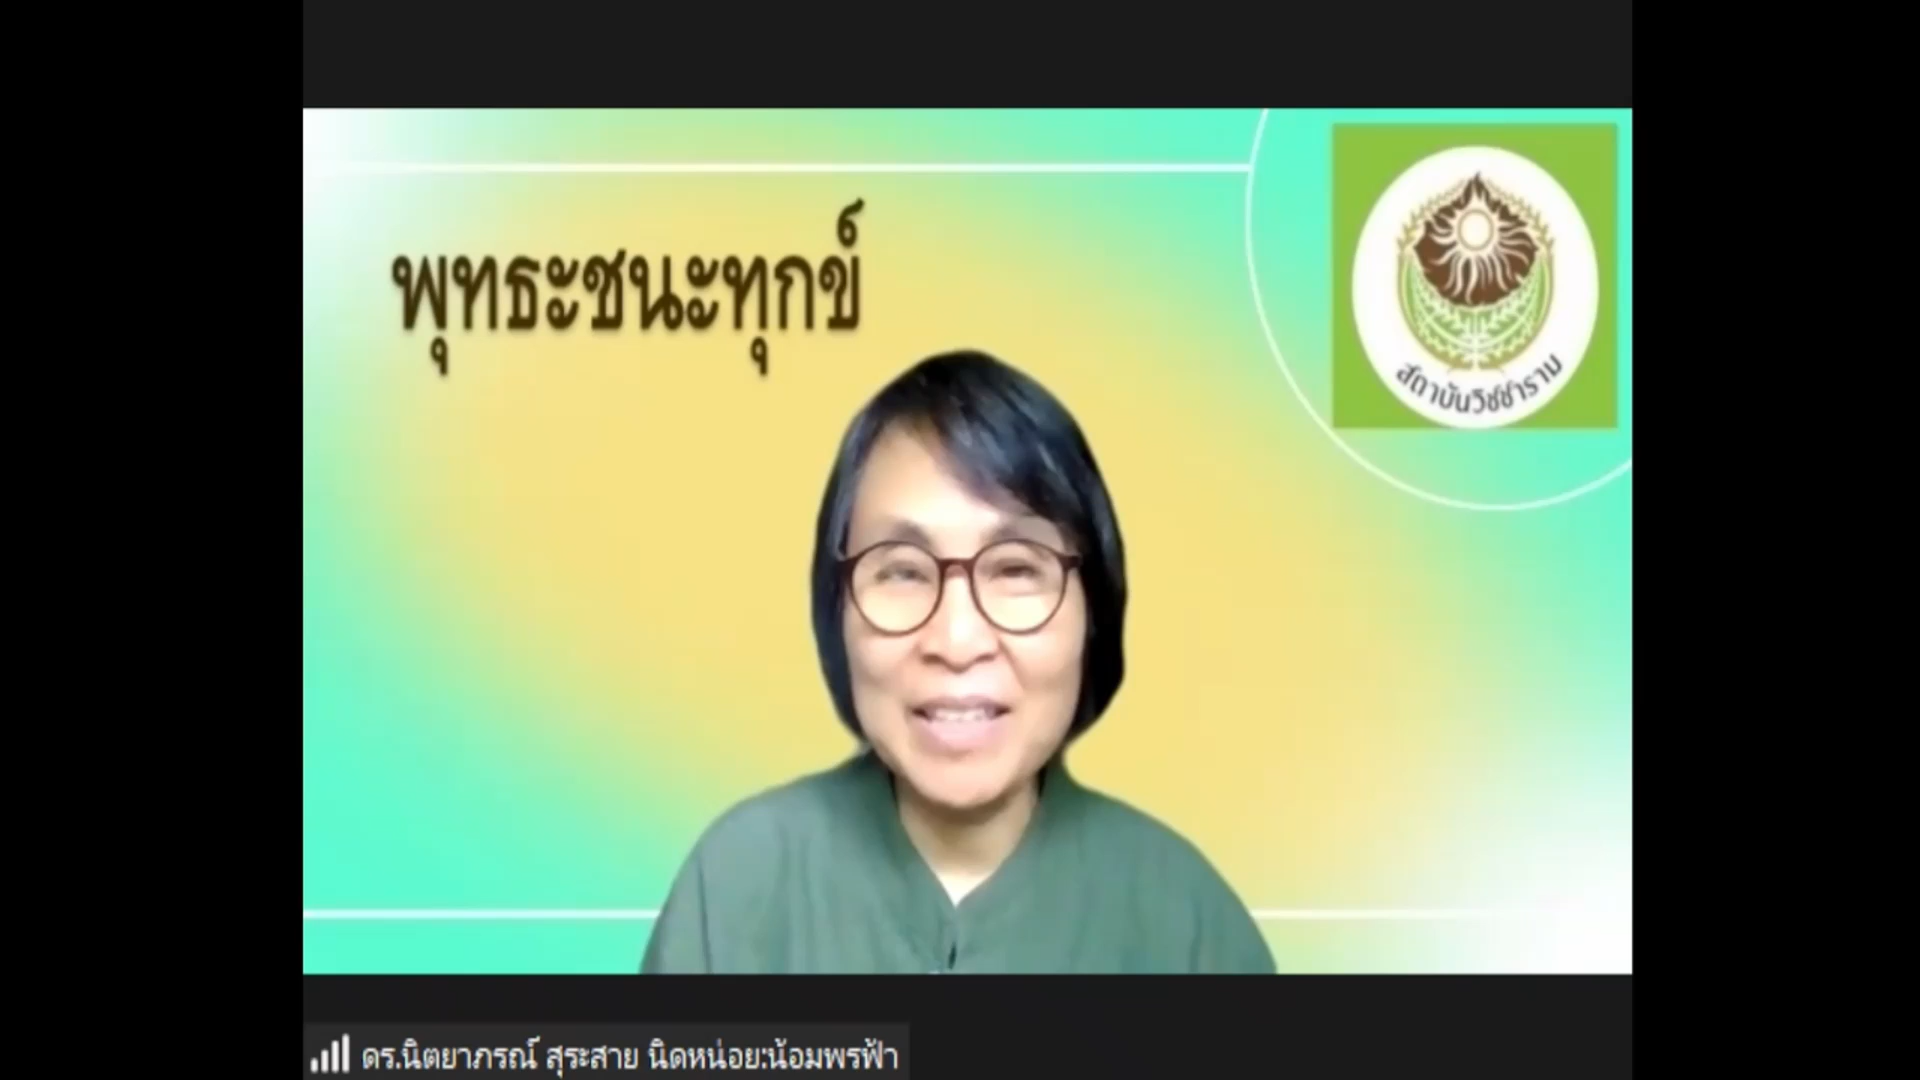 พุทธะชนะทุกข์
สถาบันวิชชาราม
ดร.นิตยาภรณ์ สุระสาย นิดหน่อย:น้อมพรฟ้า